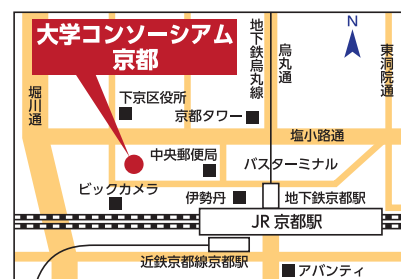 大学コンソーシアム
京都
N
地下鉄烏丸線
烏丸通
東洞院通
堀川通
下京区役所
京都タワー
塩小路通
中央郵便局
バスターミナル
ビックカメラ
伊勢丹
地下鉄京都駅
JR 京都駅
近鉄京都線京都駅
アバンティ